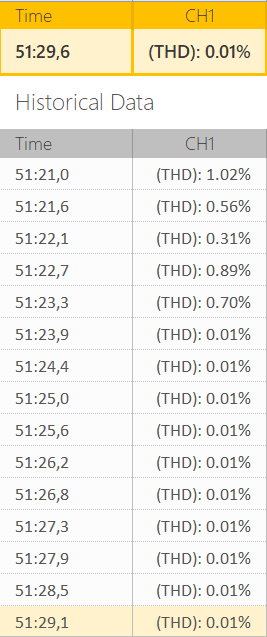 Time CH1
51:29,6 (THD): 0.01%
Historical Data
Time CH1
51:21,0 (THD): 1.02%
51:21,6 (THD): 0.56%
51:22,1 (THD): 0.31%
51:22,7 (THD): 0.89%
51:23,3 (THD): 0.70%
51:23,9 (THD): 0.01%
51:24,4 (THD): 0.01%
51:25,0 (THD): 0.01%
51:25,6 (THD): 0.01%
51:26,2 (THD): 0.01%
51:26,8 (THD): 0.01%
51:27,3 (THD): 0.01%
51:27,9 (THD): 0.01%
51:28,5 (THD): 0.01%
51:29,1 (THD): 0.01%